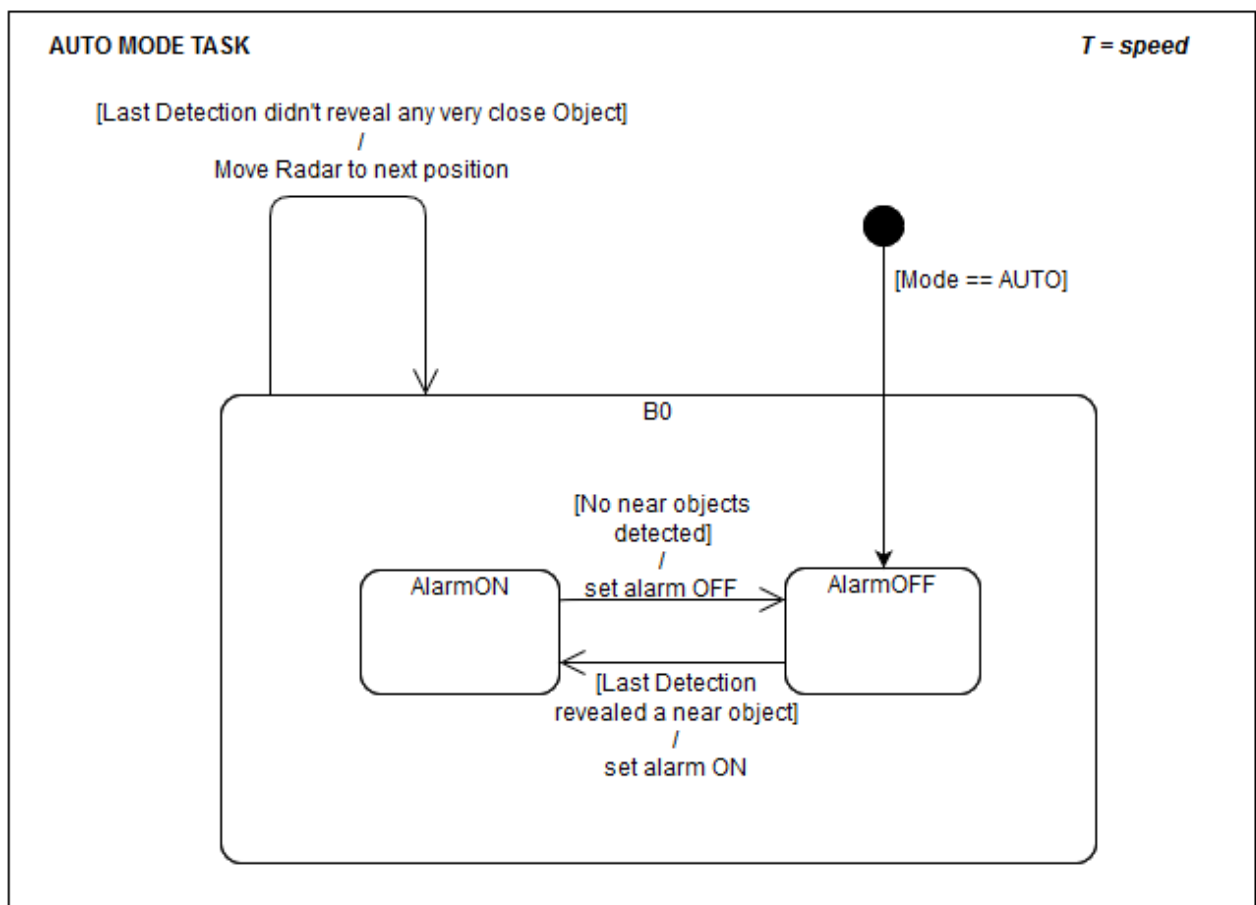 AUTO MODE TASK
T = speed
[Last Detection didn't reveal any very close Object]
/
Move Radar to next position
[Mode == AUTO]
B0
[No near objects
detected]
/
set alarm OFF
AlarmON
AlarmOFF
[Last Detection
revealed a near object]
/
set alarm ON